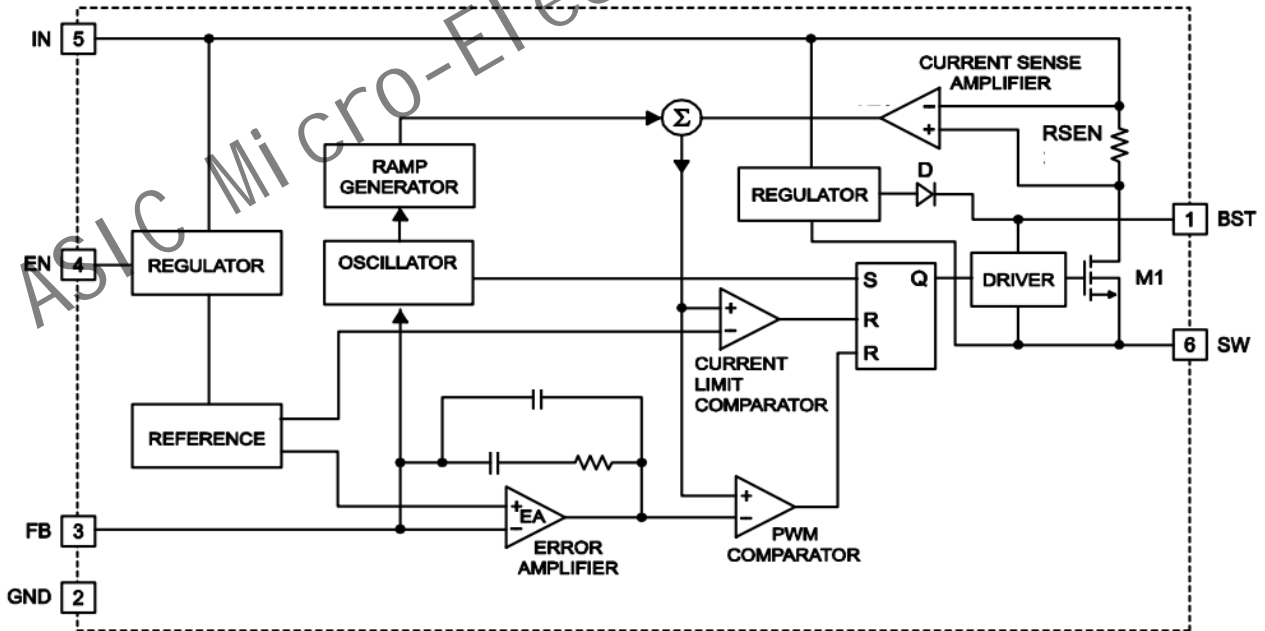 ASIC Micro-Elec
IN 5
CURRENT SENSE
AMPLIFIER
- +
Σ
RSEN
RAMP
GENERATOR
D
REGULATOR
1 BST
EN 4
REGULATOR
OSCILLATOR
S Q
DRIVER
M1
+ -
R
6 SW
R
CURRENT
LIMIT
COMPARATOR
REFERENCE
+ -
EA
+ -
FB 3
ERROR
AMPLIFIER
PWM
COMPARATOR
GND 2